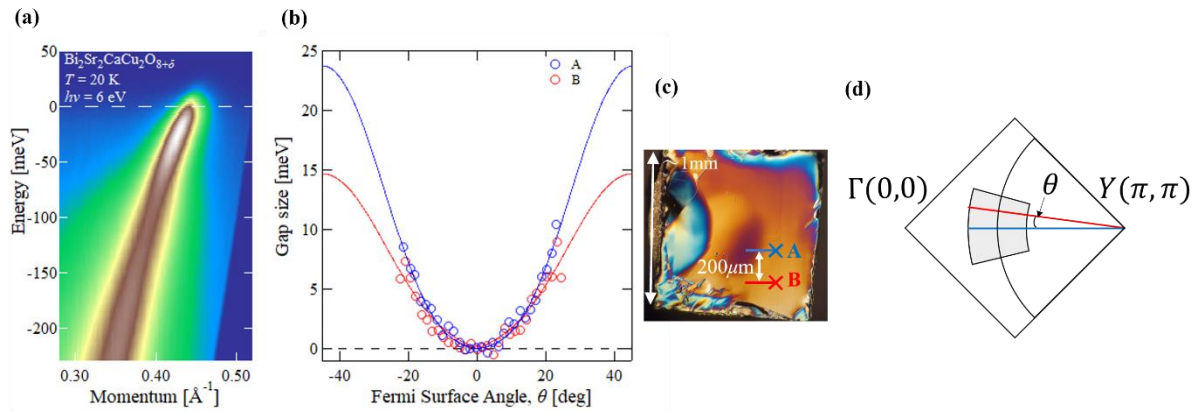 (a)
50
0
-50
-100
-150
-200
Energy [meV]
Bi₂Sr₂CaCu₂O₈₊δ
T = 20 K
hν = 6 eV
0.30
0.40
0.50
Momentum [Å⁻¹]
(b)
25
20
15
10
5
0
Gap size [meV]
A
B
-40
-20
0
20
40
Fermi Surface Angle, θ [deg]
(c)
~1mm
A
200μm
B
(d)
Γ(0,0)
θ
Y(π,π)